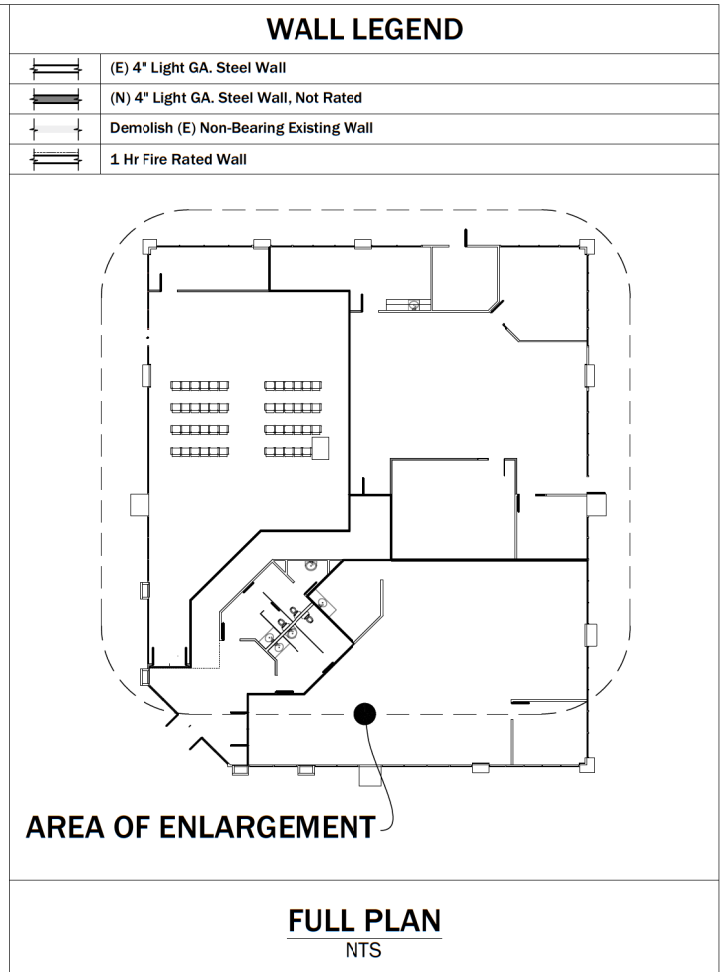 WALL LEGEND
(E) 4" Light GA. Steel Wall
(N) 4" Light GA. Steel Wall, Not Rated
Demolish (E) Non-Bearing Existing Wall
1 Hr Fire Rated Wall
AREA OF ENLARGEMENT
FULL PLAN
NTS